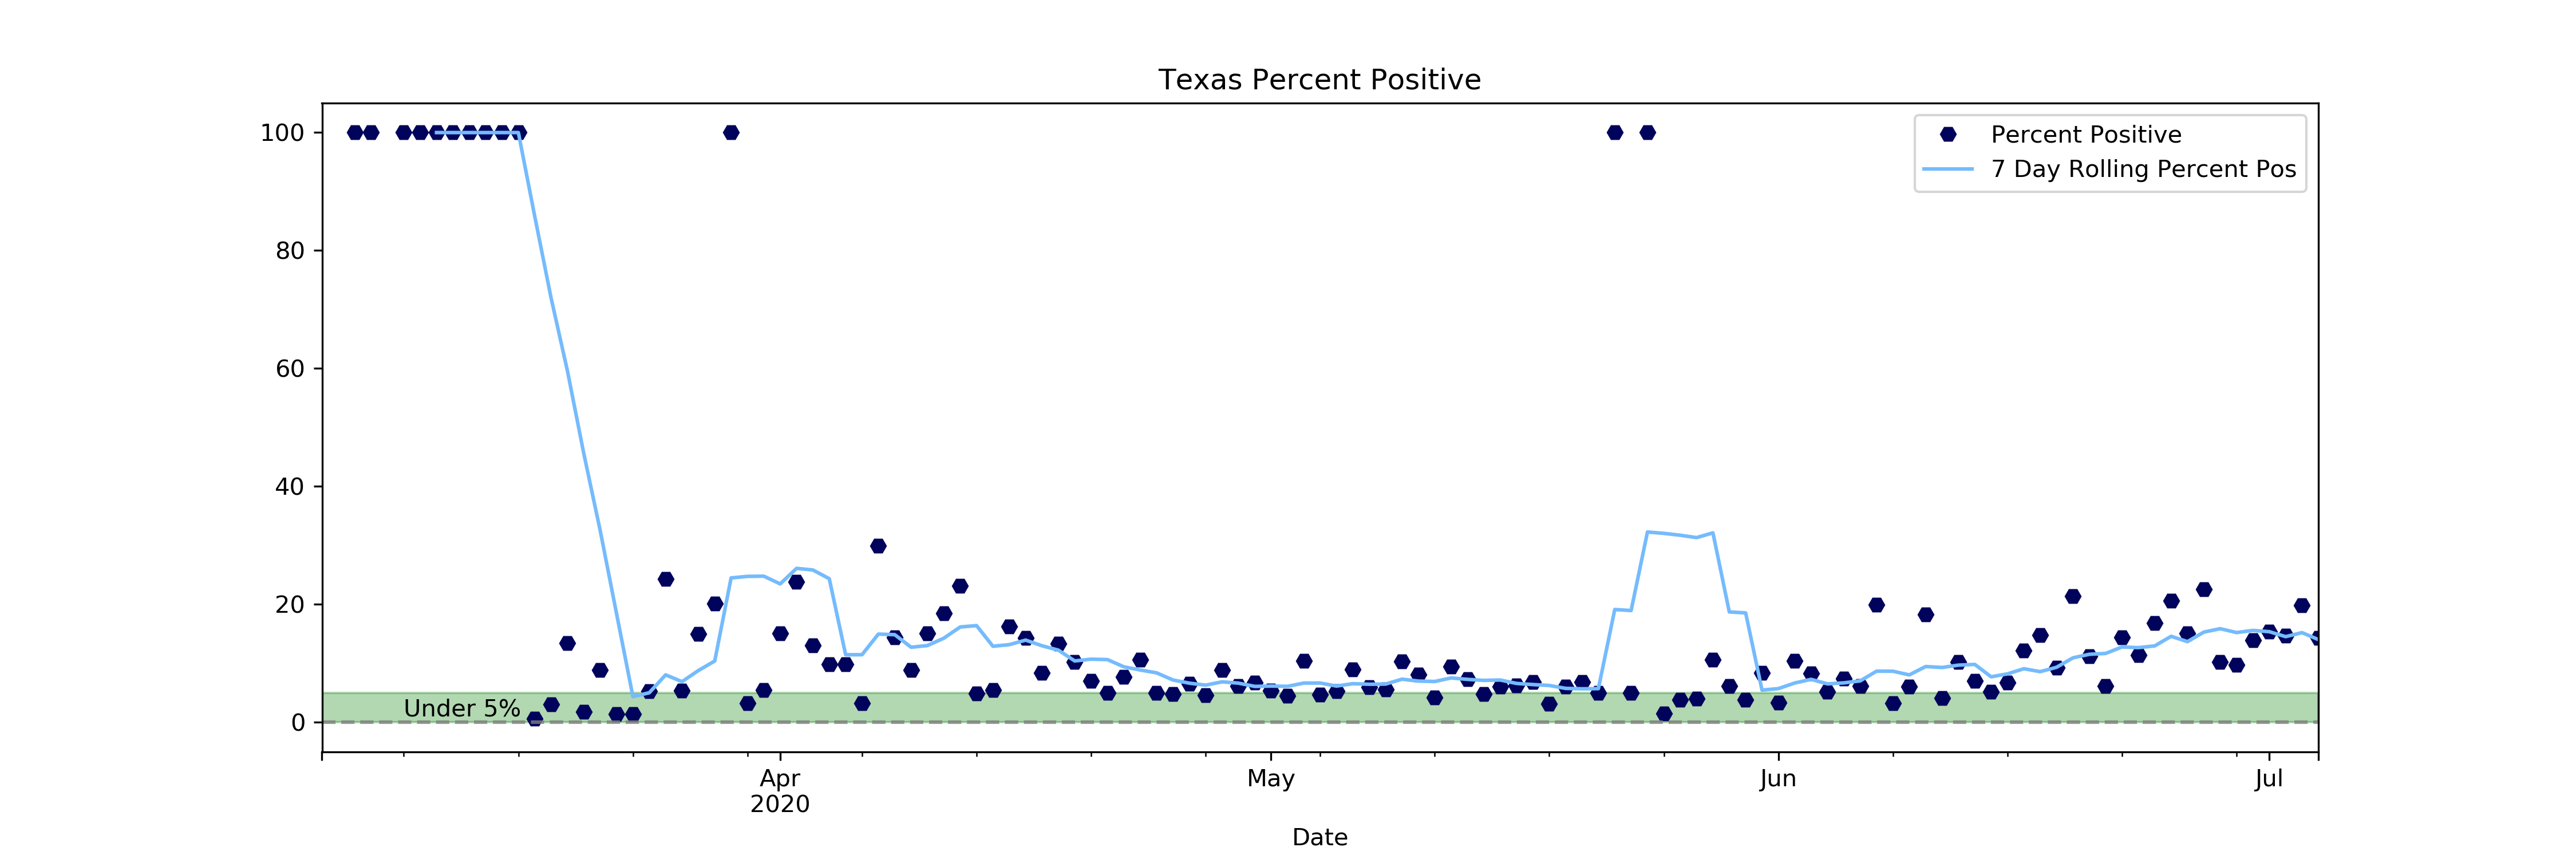 Texas Percent Positive
100
80
60
40
20
0
Percent Positive
7 Day Rolling Percent Pos
Under 5%
Apr
2020
May
Jun
Jul
Date